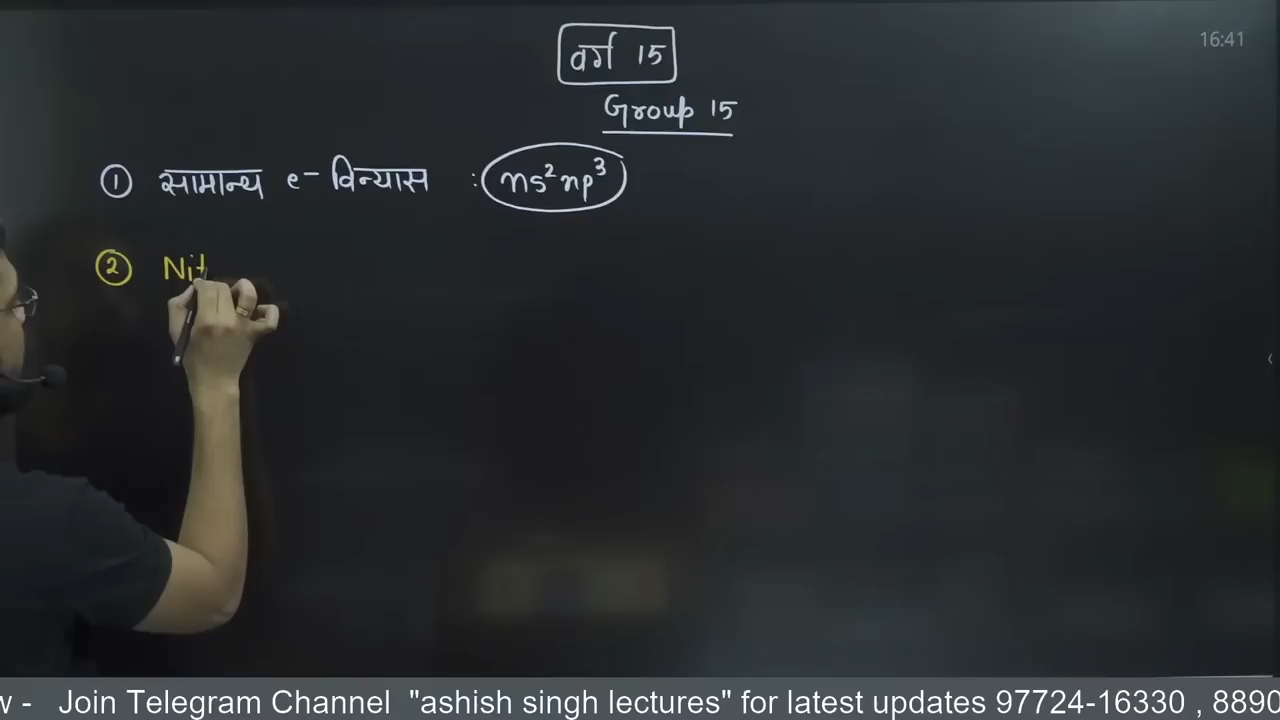 16:41
वर्ग 15
Group 15
① सामान्य e- विन्यास : ns²np³
② Nit
w - Join Telegram Channel "ashish singh lectures" for latest updates 97724-16330 , 8890